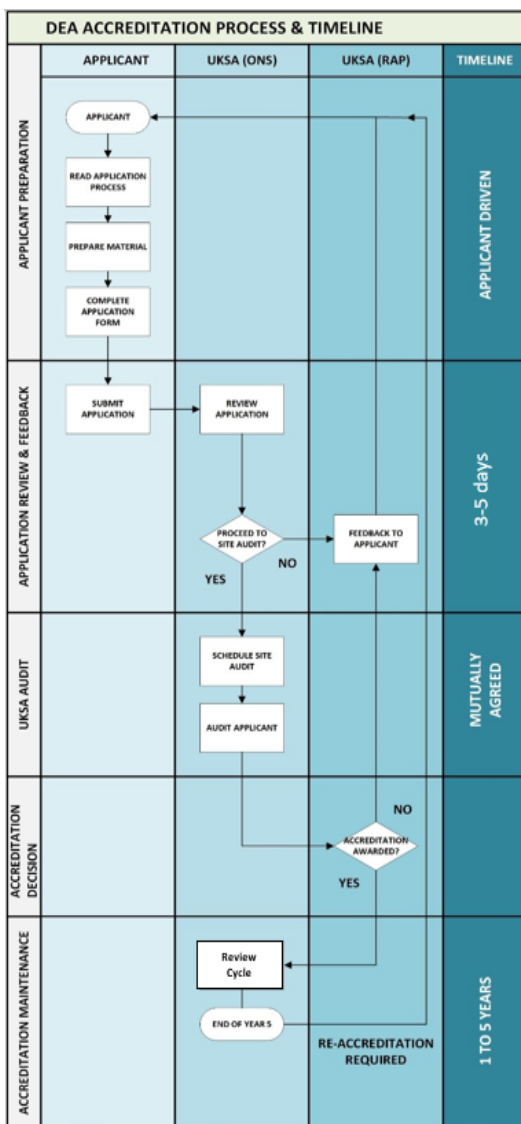 DEA ACCREDITATION PROCESS & TIMELINE
APPLICANT
UKSA (ONS)
UKSA (RAP)
TIMELINE
APPLICANT PREPARATION
APPLICANT
READ APPLICATION
PROCESS
PREPARE MATERIAL
COMPLETE
APPLICATION
FORM
APPLICANT DRIVEN
APPLICATION REVIEW & FEEDBACK
SUBMIT
APPLICATION
REVIEW
APPLICATION
PROCEED TO
SITE AUDIT?
NO
YES
FEEDBACK TO
APPLICANT
3-5 days
UKSA AUDIT
SCHEDULE SITE
AUDIT
AUDIT APPLICANT
MUTUALLY
AGREED
ACCREDITATION
DECISION
NO
ACCREDITATION
AWARDED?
YES
ACCREDITATION MAINTENANCE
Review
Cycle
END OF YEAR 5
RE-ACCREDITATION
REQUIRED
1 TO 5 YEARS